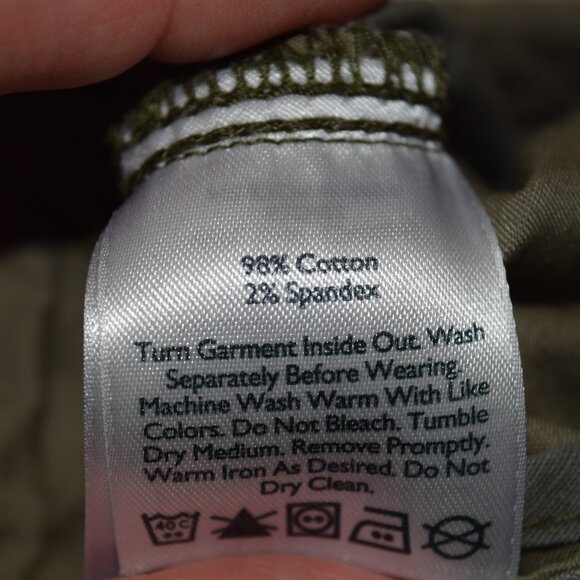 98% Cotton
2% Spandex
Turn Garment Inside Out. Wash
Separately Before Wearing.
Machine Wash Warm With Like
Colors. Do Not Bleach. Tumble
Dry Medium. Remove Promptly.
Warm Iron As Desired. Do Not
Dry Clean.
40C